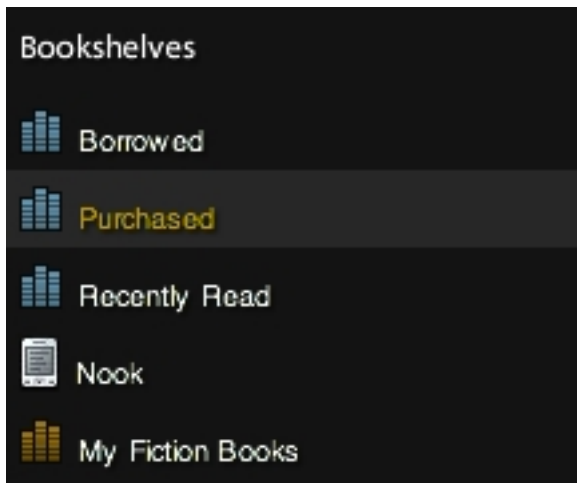 Bookshelves
Borrowed
Purchased
Recently Read
Nook
My Fiction Books